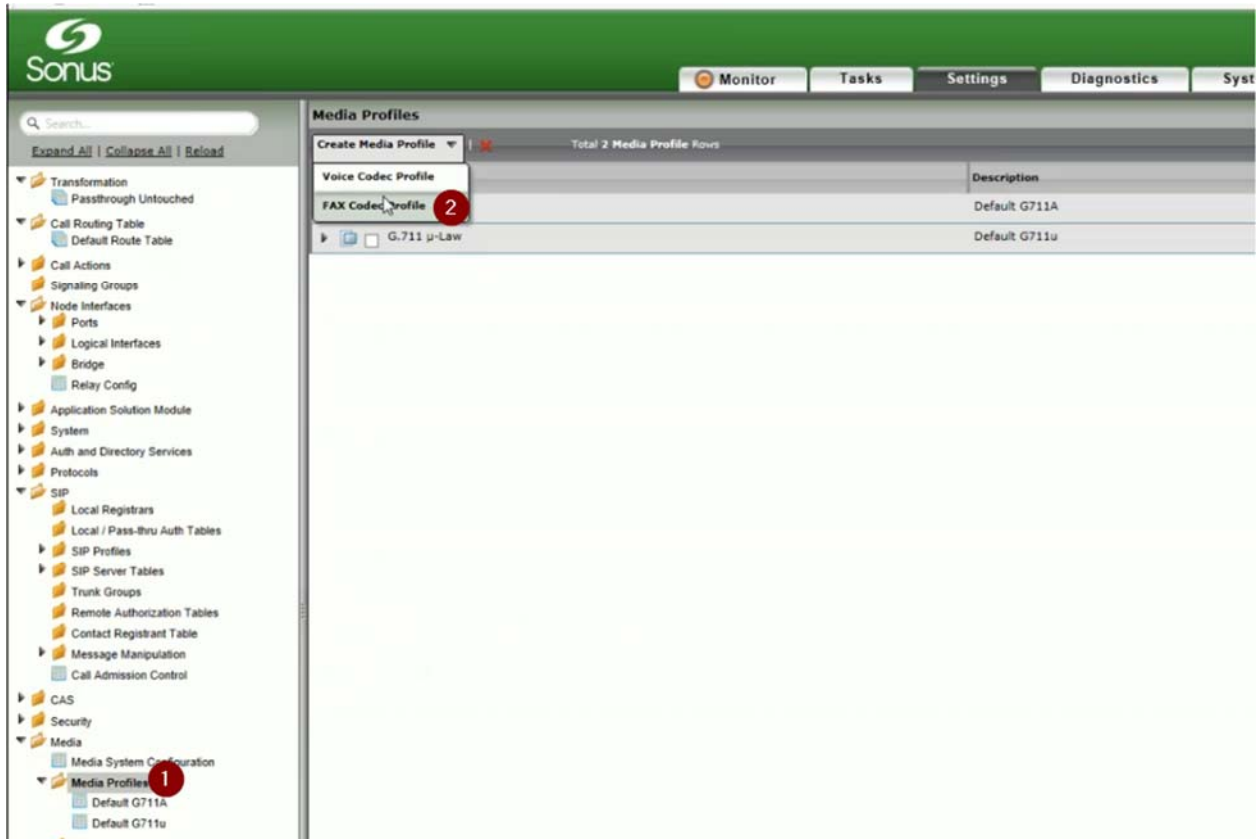 Sonus
Monitor
Tasks
Settings
Diagnostics
Syst
Search...
Expand All | Collapse All | Reload
Transformation
Passthrough Untouched
Call Routing Table
Default Route Table
Call Actions
Signaling Groups
Node Interfaces
Ports
Logical Interfaces
Bridge
Relay Config
Application Solution Module
System
Auth and Directory Services
Protocols
SIP
Local Registrars
Local / Pass-thru Auth Tables
SIP Profiles
SIP Server Tables
Trunk Groups
Remote Authorization Tables
Contact Registrant Table
Message Manipulation
Call Admission Control
CAS
Security
Media
Media System Configuration
Media Profiles 1
Default G711A
Default G711u
Media Profiles
Create Media Profile | Total 2 Media Profile Rows
Voice Codec Profile
FAX Codec Profile 2
Description
Default G711A
G.711 μ-Law
Default G711u